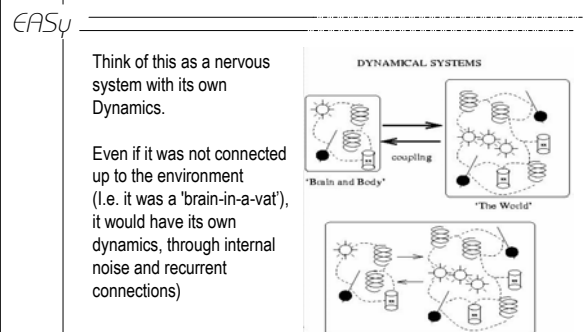 EASy
Think of this as a nervous
system with its own
Dynamics.
Even if it was not connected
up to the environment
(I.e. it was a 'brain-in-a-vat'),
it would have its own
dynamics, through internal
noise and recurrent
connections)
DYNAMICAL SYSTEMS
coupling
'Brain and Body'
'The World'